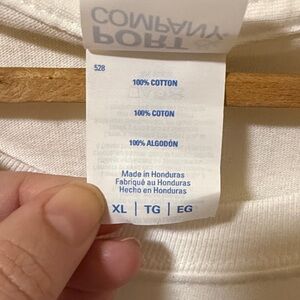 PORT &
COMPANY
528
100% COTTON
100% COTON
100% ALGODÓN
Made in Honduras
Fabriqué au Honduras
Hecho en Honduras
XL | TG | EG